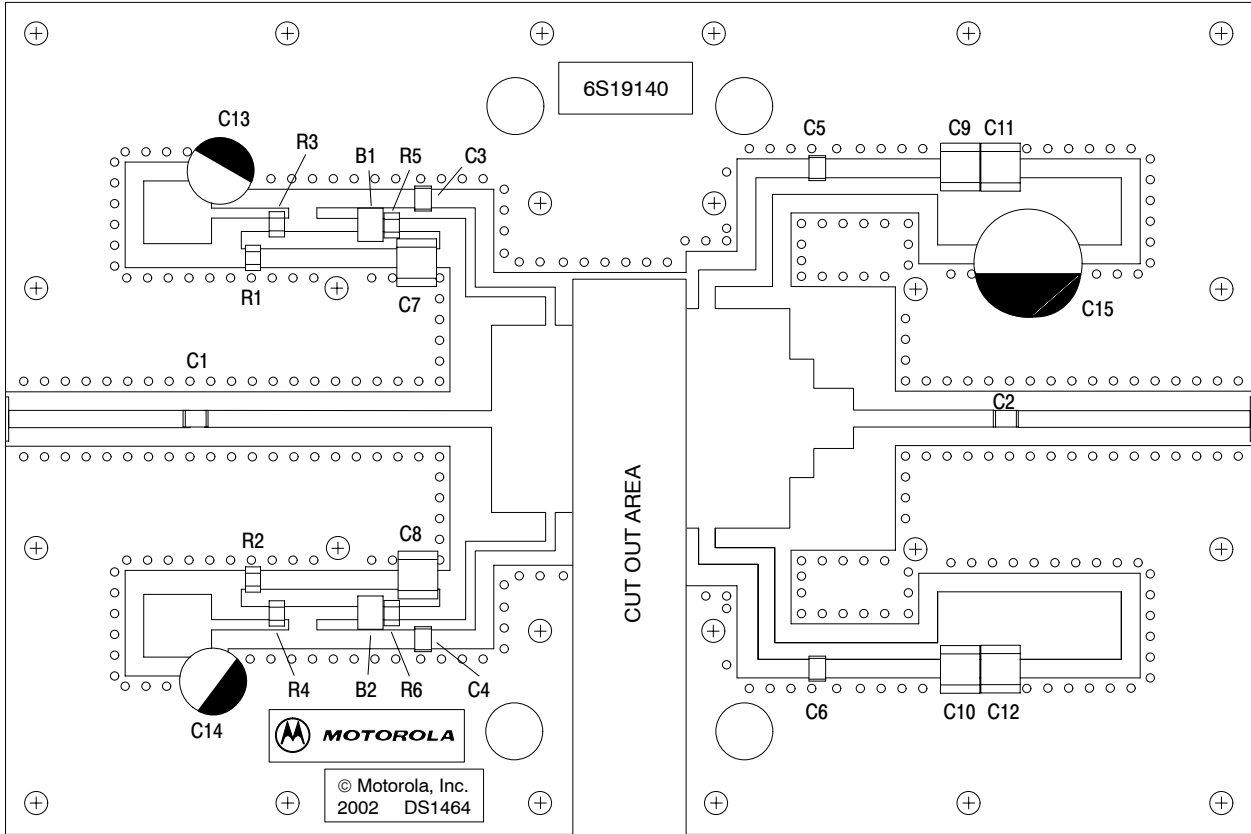 6S19140
C13
R3
B1
R5
C3
C5
C9
C11
R1
C7
C15
C1
C2
CUT OUT AREA
R2
C8
R4
B2
R6
C4
C14
C6
C10
C12
MOTOROLA
© Motorola, Inc.
2002 DS1464